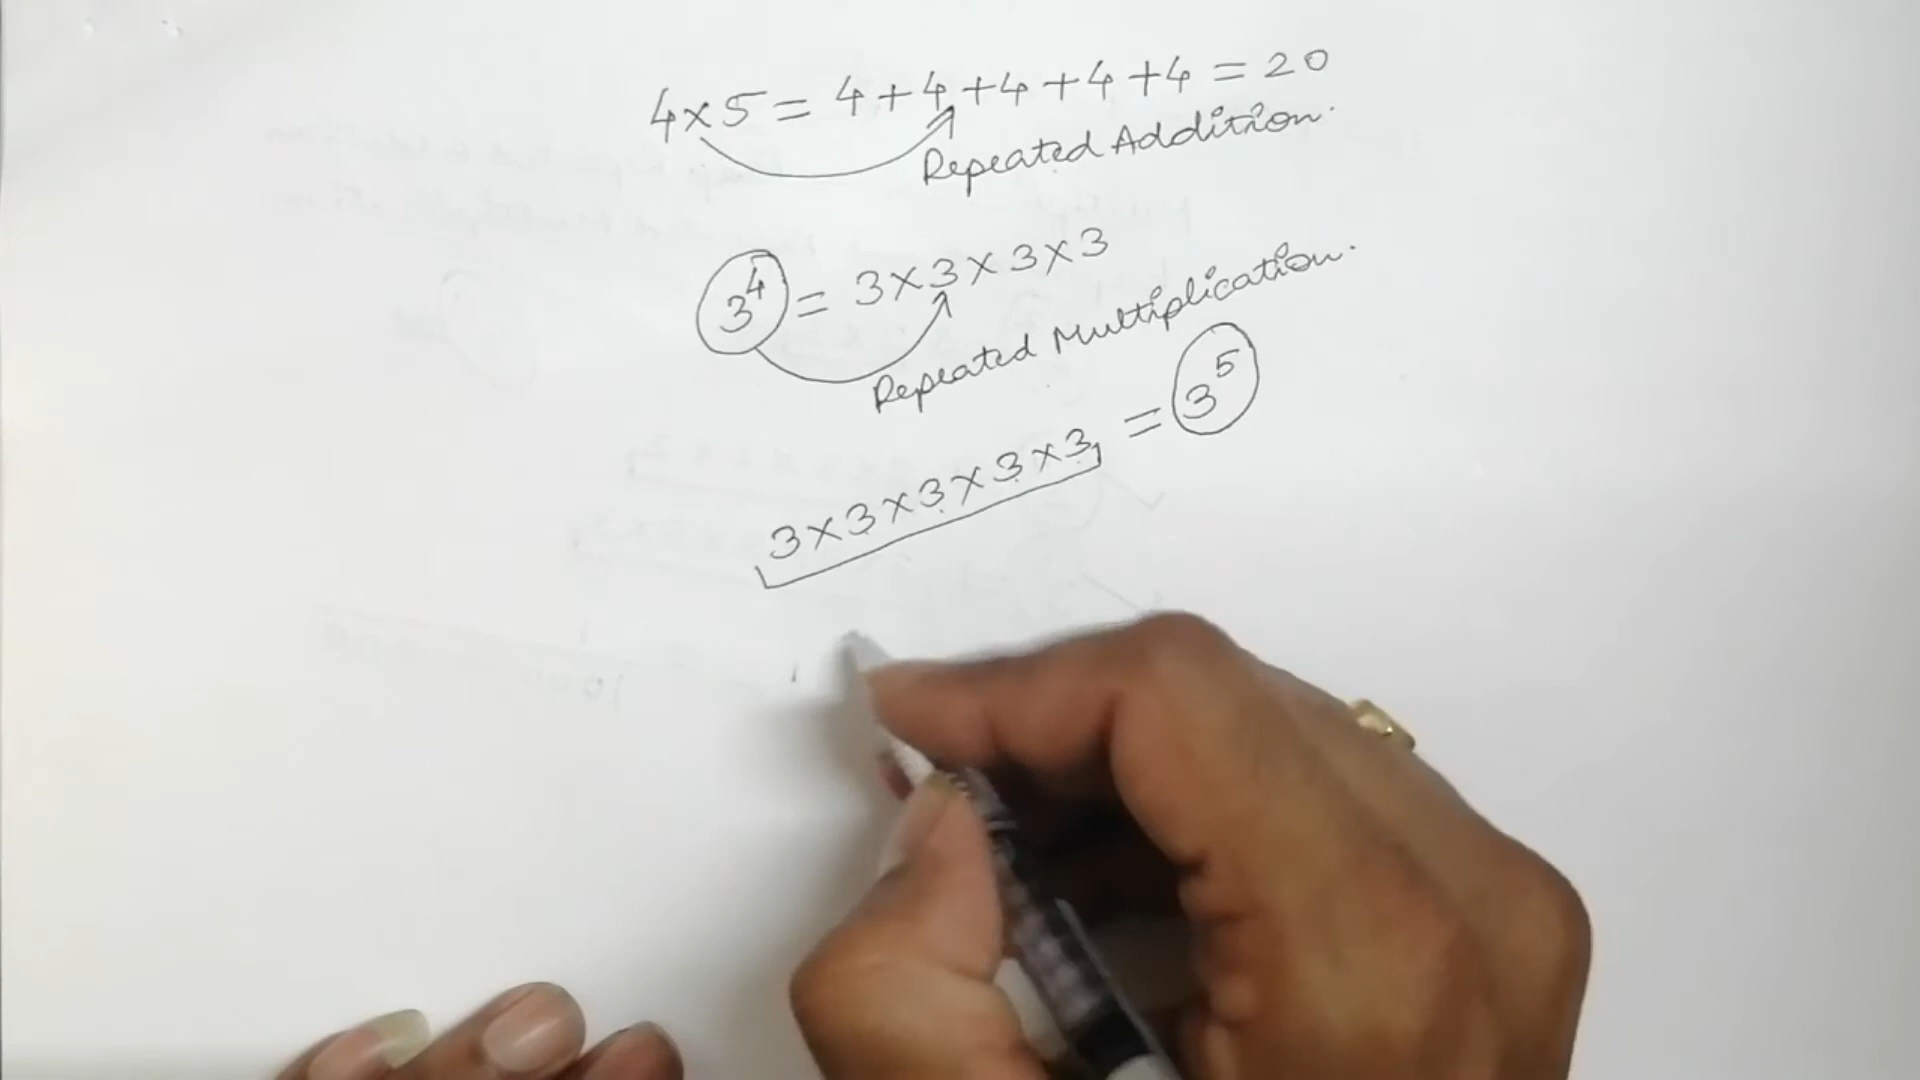 4×5 = 4+4+4+4+4 = 20
Repeated Addition.
3⁴ = 3×3×3×3
Repeated Multiplication.
3×3×3×3×3 = 3⁵